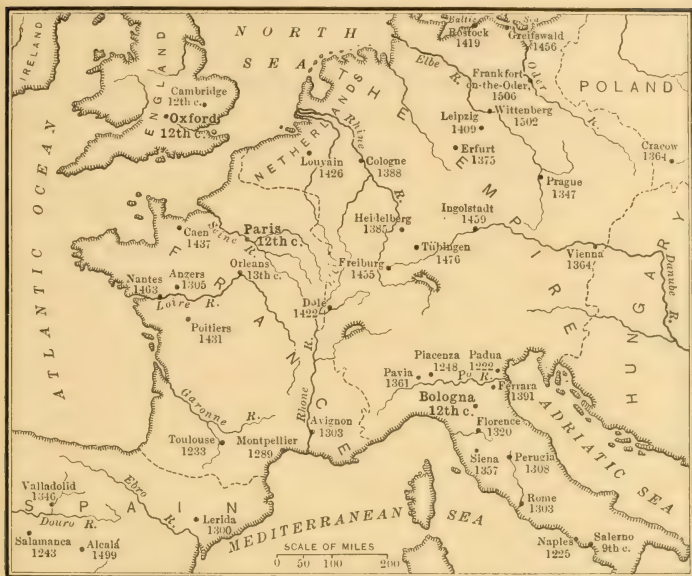 NORTH
SEA
IRELAND
ENGLAND
Cambridge
12th c.
Oxford
12th c.
ATLANTIC OCEAN
NETHERLANDS
THE EMPIRE
Baltic Sea
Rostock
1419
Greifswald
1456
Elbe R.
Oder R.
Frankfort
on-the-Oder,
1506
POLAND
Wittenberg
1502
Leipzig
1409
Erfurt
1375
Cracow
1364
Prague
1347
Rhine R.
Louvain
1426
Cologne
1388
Heidelberg
1385
Ingolstadt
1459
Tübingen
1476
Freiburg
1455
Vienna
1364
Danube R.
HUNGARY
Caen
1437
Seine R.
Paris
12th c.
Orleans
13th c.
FRANCE
Nantes
1463
Angers
1305
Loire R.
Poitiers
1431
Dole
1422
Rhone R.
Garonne R.
Toulouse
1233
Montpellier
1289
Avignon
1303
Pavia
1361
Piacenza
1248
Padua
1222
Po R.
Ferrara
1391
Bologna
12th c.
Florence
1320
Siena
1357
Perugia
1308
Rome
1303
Naples
1225
Salerno
9th c.
ADRIATIC SEA
MEDITERRANEAN SEA
SPAIN
Valladolid
1346
Douro R.
Ebro R.
Salamanca
1243
Alcalá
1499
Lerida
1300
SCALE OF MILES
0 50 100 200